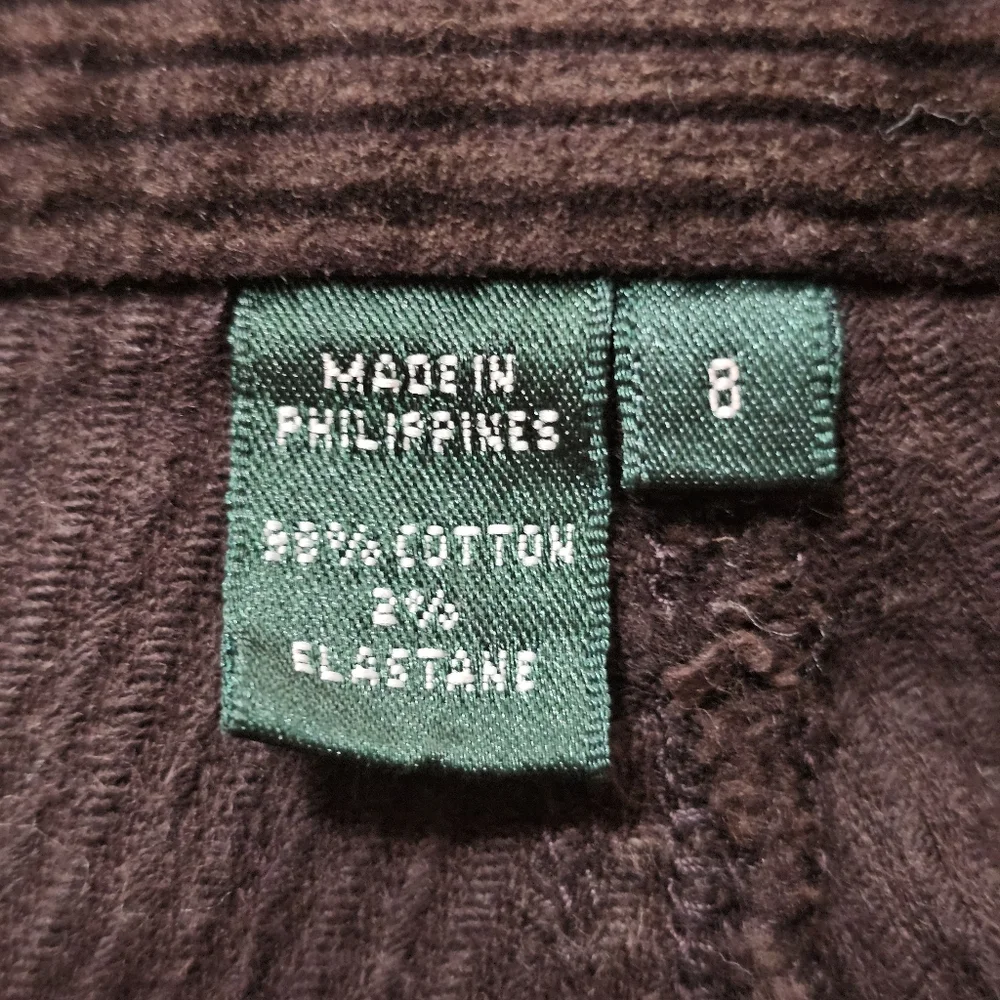 MADE IN
PHILIPPINES
98% COTTON
2%
ELASTANE
8